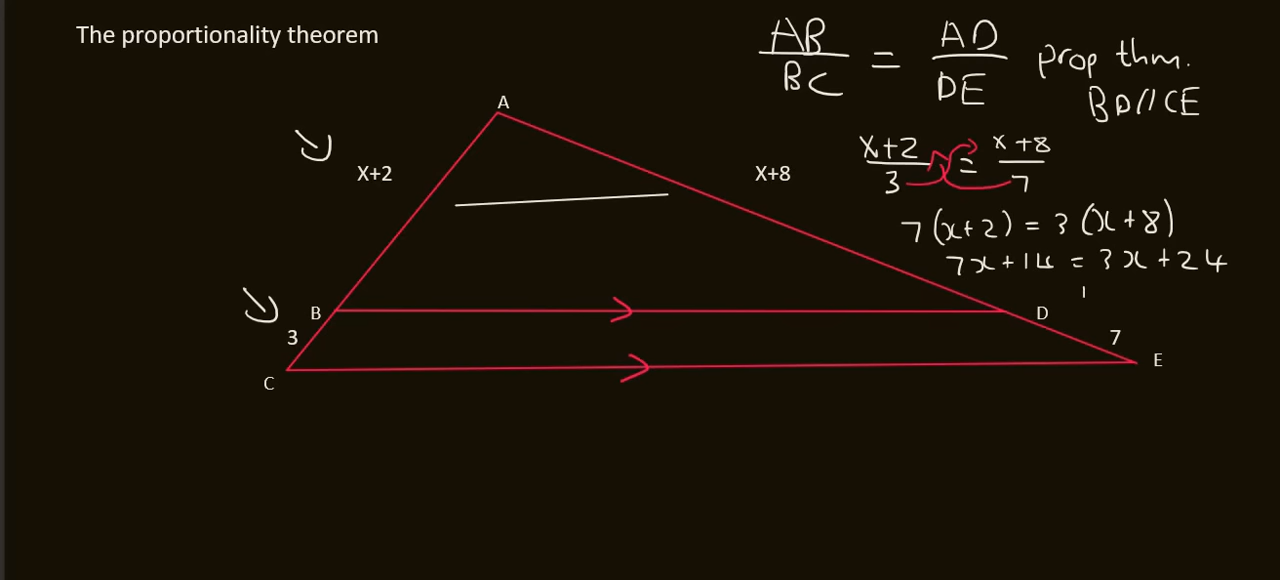 The proportionality theorem
AB/BC = AD/DE prop thm.
BD//CE
A
X+2
X+8
x+2/3 = x+8/7
7(x+2) = 3(x+8)
7x+14 = 3x+24
B
D
3
7
C
E